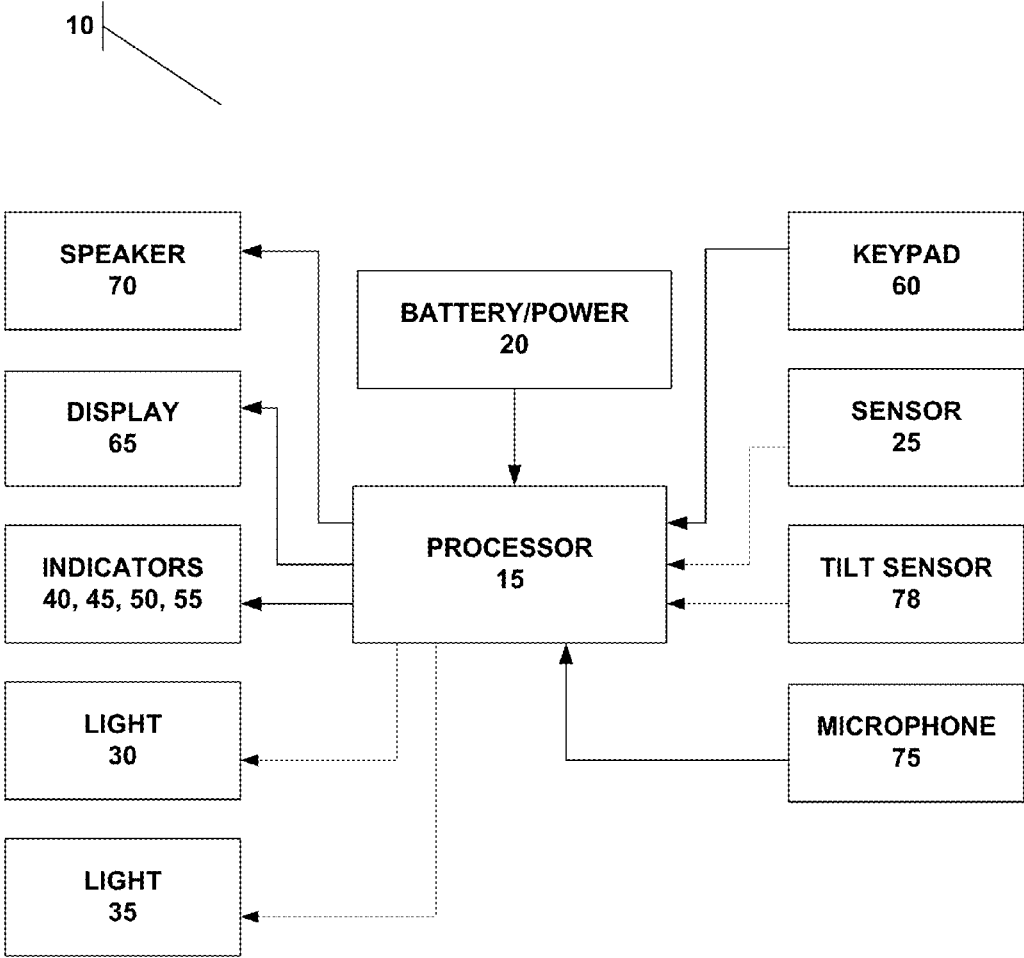 10
SPEAKER
70
BATTERY/POWER
20
KEYPAD
60
DISPLAY
65
SENSOR
25
INDICATORS
40, 45, 50, 55
PROCESSOR
15
TILT SENSOR
78
LIGHT
30
MICROPHONE
75
LIGHT
35